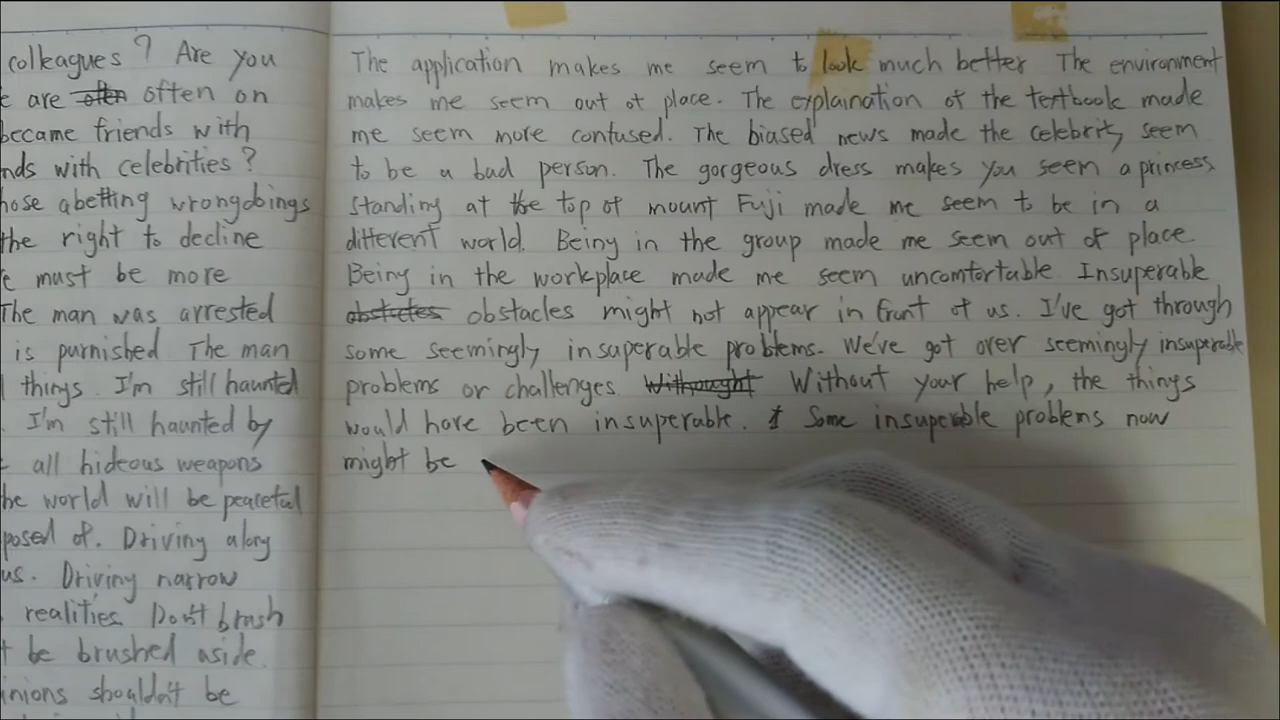 colleagues? Are you
e are often often on
became friends with
nds with celebrities?
hose abetting wrongdoings
the right to decline
e must be more
The man was arrested
is purnished The man
things. I'm still haunted
. I'm still haunted by
all hideous weapons
he world will be peaceful
posed of. Driving along
us. Driving narrow
realities. Don't brush
t be brushed aside.
inions shouldn't be
The application makes me seem to look much better The environment
makes me seem out of place. The explaination of the textbook made
me seem more confused. The biased news made the celebrity seem
to be a bad person. The gorgeous dress makes you seem a princess,
Standing at the top of mount Fuji made me seem to be in a
different world. Being in the group made me seem out of place
Being in the workplace made me seem uncomfortable. Insuperable
obstctes obstacles might not appear in front of us. I've got through
some seemingly insuperable problems. We've got over seemingly insuperable
problems or challenges. Withought Without your help, the things
would have been insuperable. I Some insuperable problems now
might be